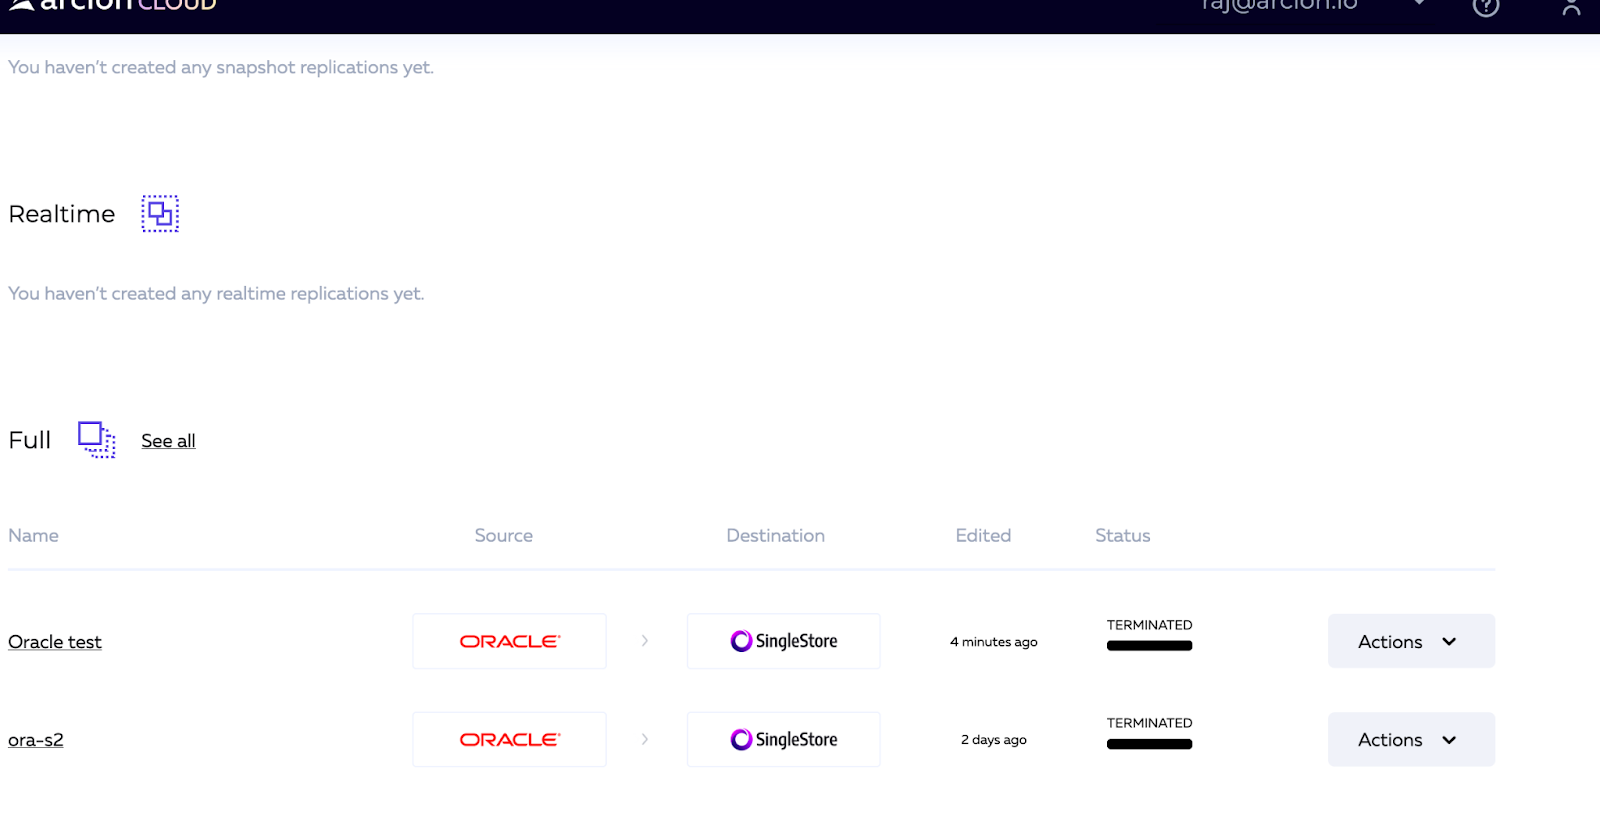 arcion CLOUD
raj@arcion.io
You haven't created any snapshot replications yet.
Realtime
You haven't created any realtime replications yet.
Full See all
Name Source Destination Edited Status
Oracle test ORACLE SingleStore 4 minutes ago TERMINATED Actions
ora-s2 ORACLE SingleStore 2 days ago TERMINATED Actions